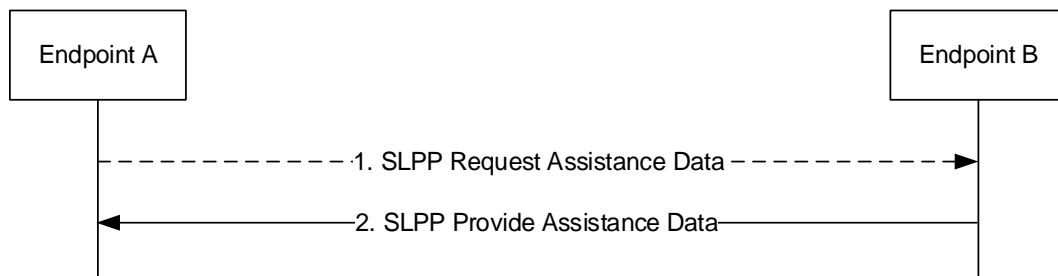 Endpoint A
Endpoint B
1. SLPP Request Assistance Data
2. SLPP Provide Assistance Data